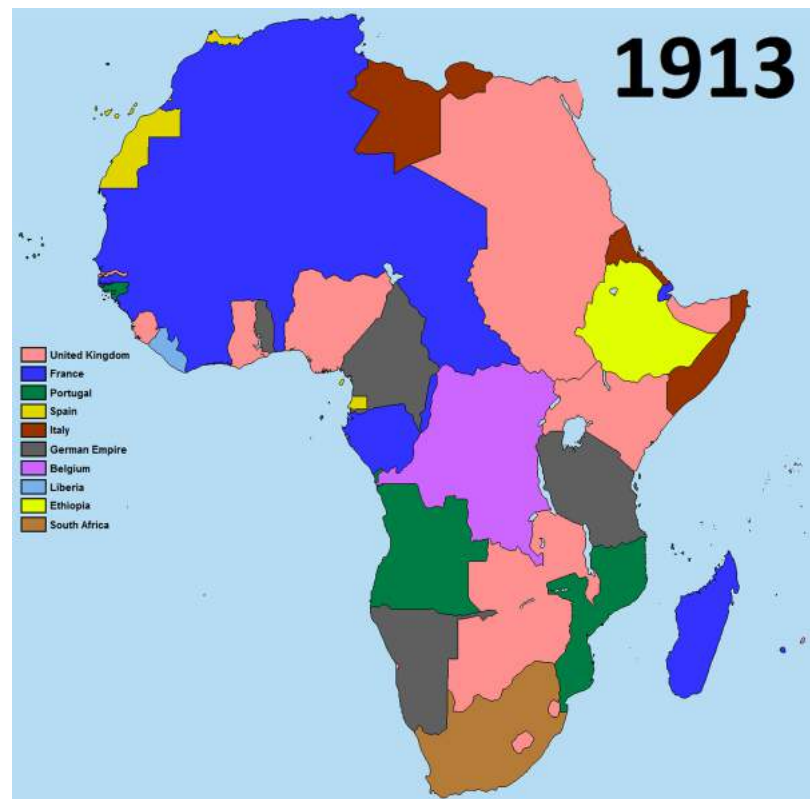 1913
United Kingdom
France
Portugal
Spain
Italy
German Empire
Belgium
Liberia
Ethiopia
South Africa